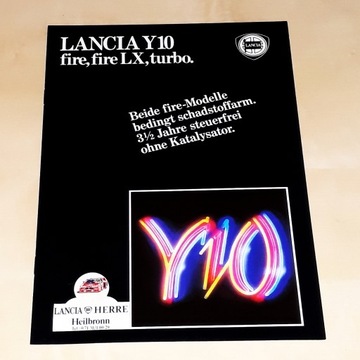 LANCIA Y10
fire, fire LX, turbo.
LANCIA
Beide fire-Modelle
bedingt schadstoffarm.
3½ Jahre steuerfrei
ohne Katalysator.
Y10
LANCIA HERRE
Heilbronn